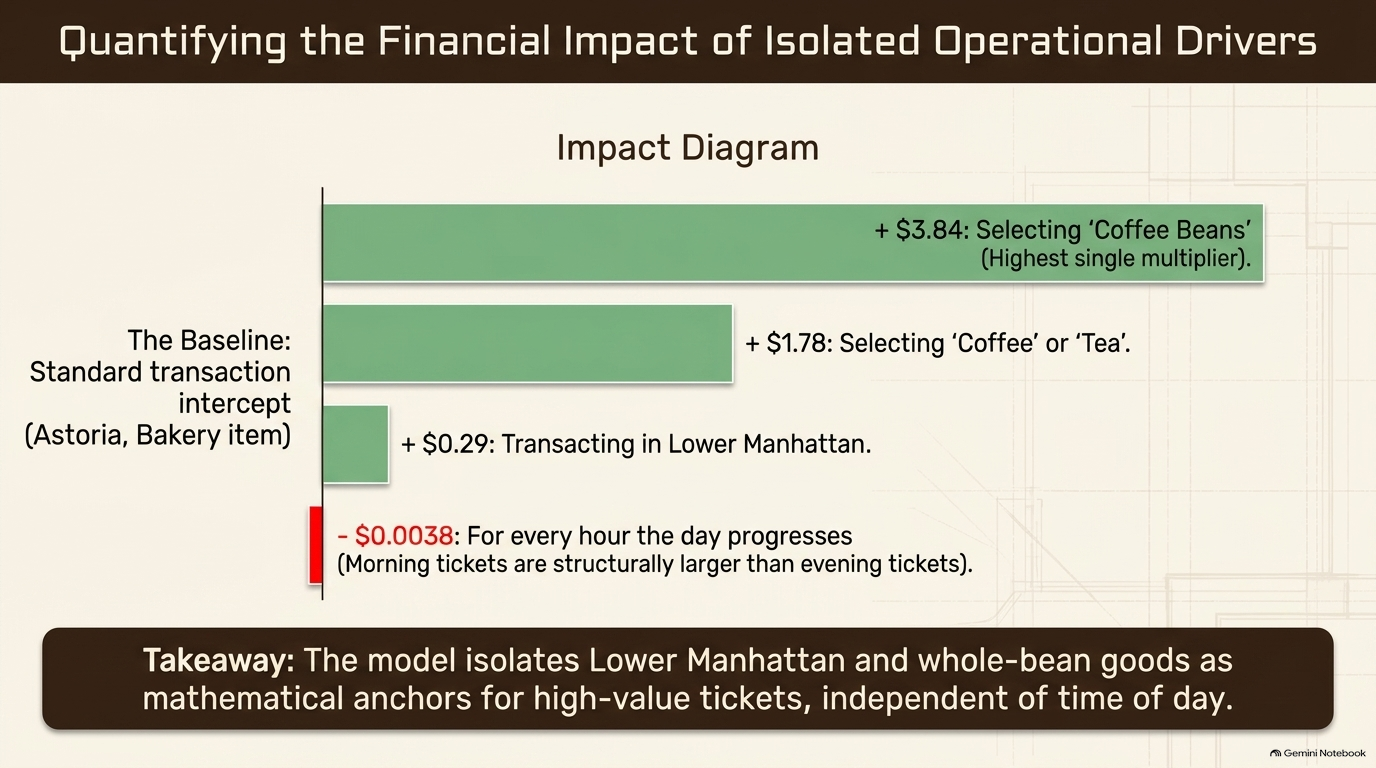 Quantifying the Financial Impact of Isolated Operational Drivers
Impact Diagram
The Baseline:
Standard transaction
intercept
(Astoria, Bakery item)
+ $3.84: Selecting ‘Coffee Beans’
(Highest single multiplier).
+ $1.78: Selecting ‘Coffee’ or ‘Tea’.
+ $0.29: Transacting in Lower Manhattan.
- $0.0038: For every hour the day progresses
(Morning tickets are structurally larger than evening tickets).
Takeaway: The model isolates Lower Manhattan and whole-bean goods as
mathematical anchors for high-value tickets, independent of time of day.
Gemini Notebook